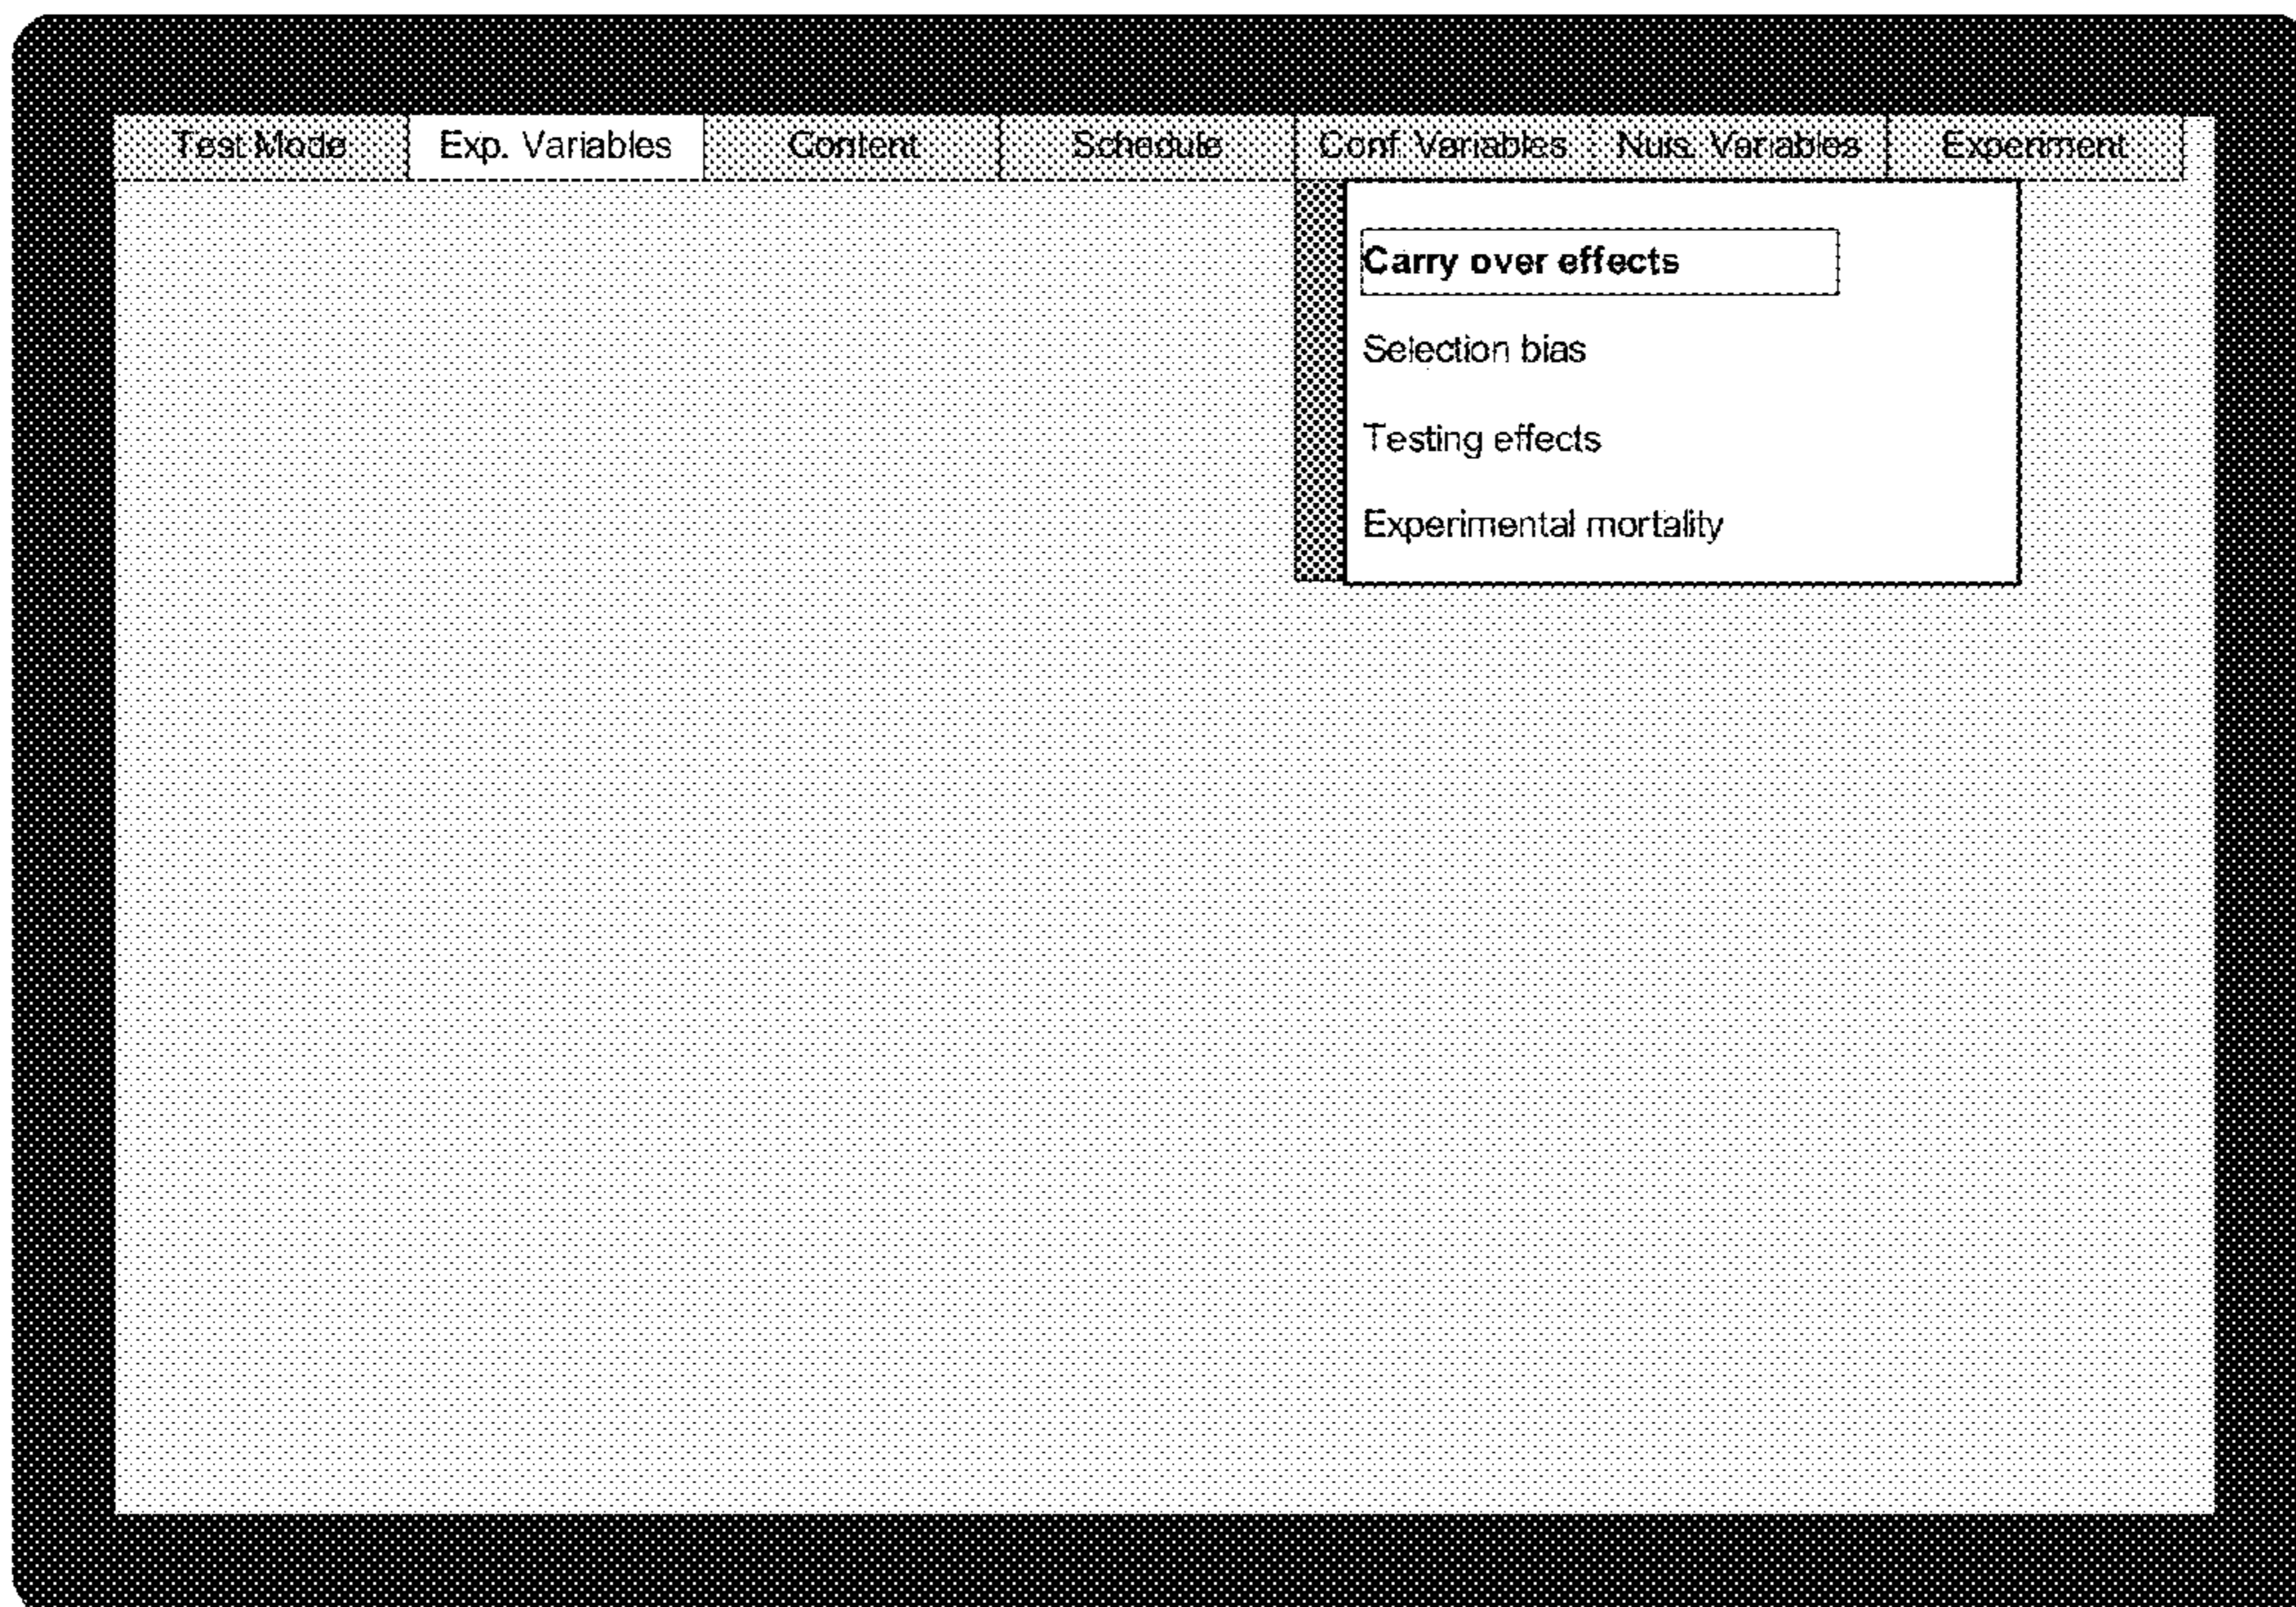 Test Mode Exp. Variables Content Schedule Conf. Variables Nuis. Variables Experiment
Carry over effects
Selection bias
Testing effects
Experimental mortality